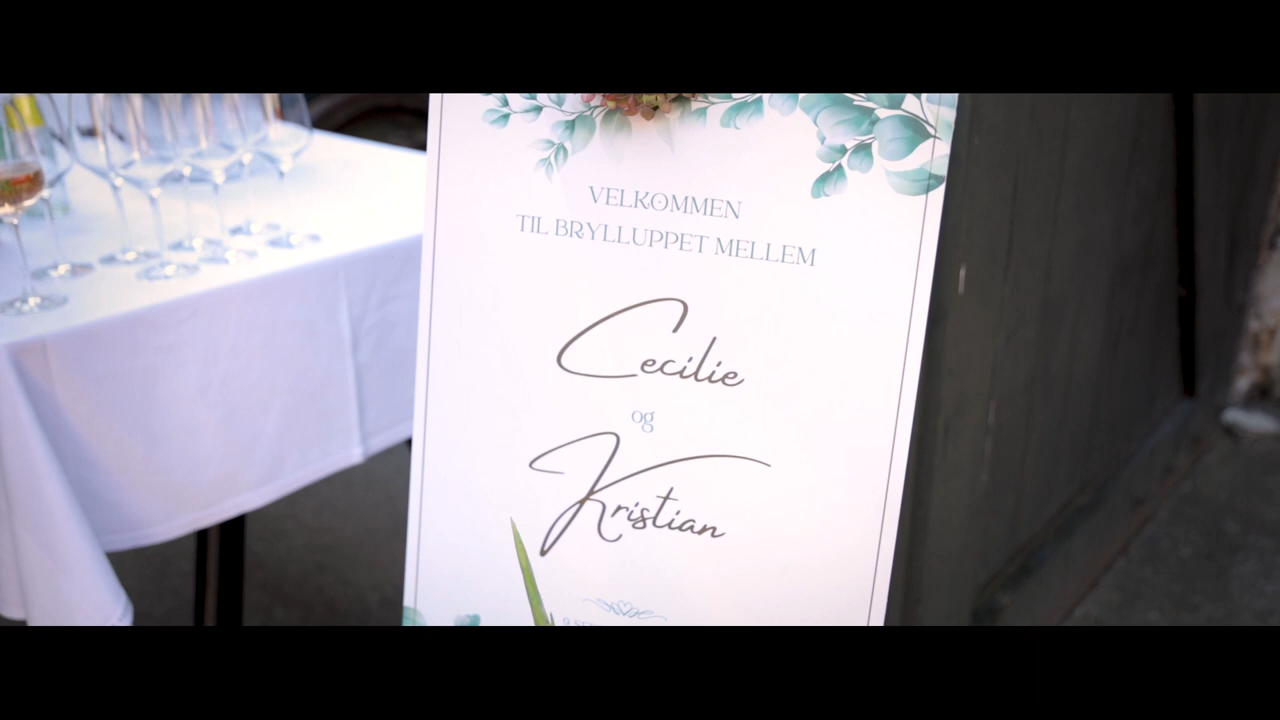 VELKOMMEN
TIL BRYLLUPPET MELLEM
Cecilie
og
Kristian